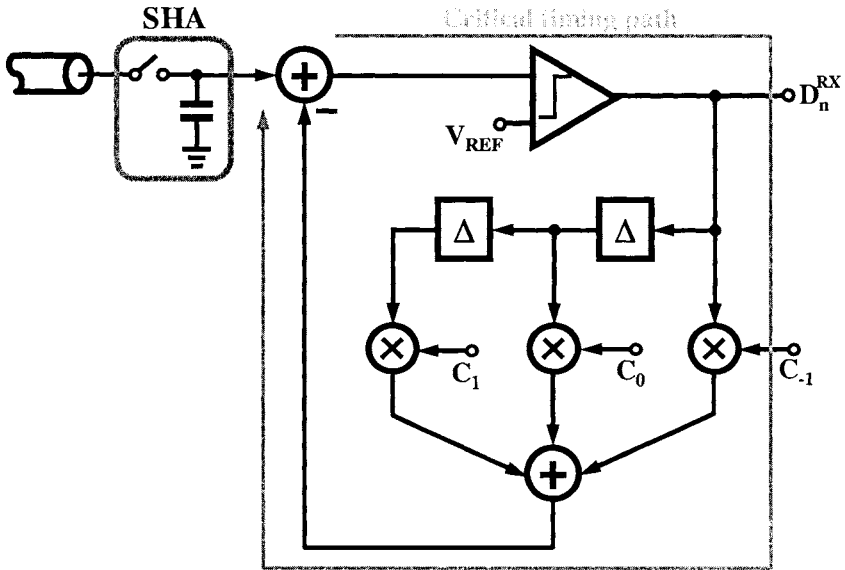 SHA
Critical timing path
+
−
V_REF
D_n^RX
Δ
Δ
×
C_1
×
C_0
×
C_-1
+